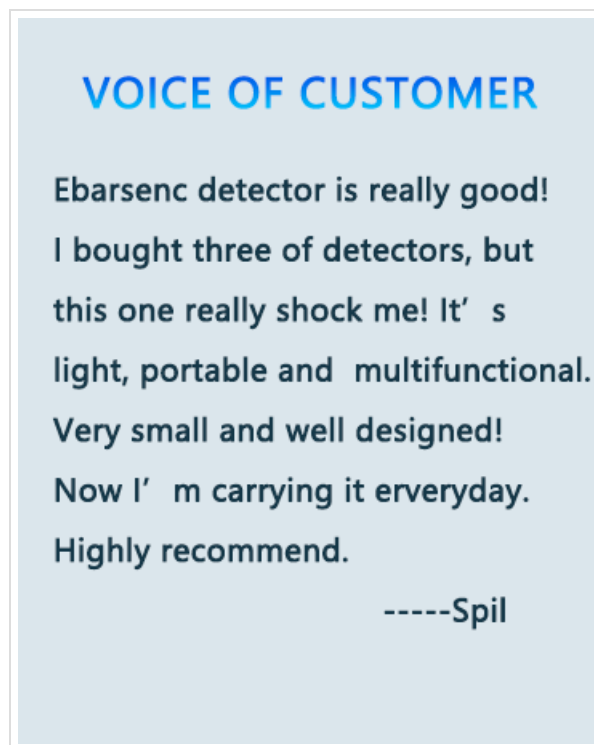 VOICE OF CUSTOMER
Ebarsenc detector is really good!
I bought three of detectors, but
this one really shock me! It’ s
light, portable and multifunctional.
Very small and well designed!
Now I’ m carrying it erveryday.
Highly recommend.
-----Spil